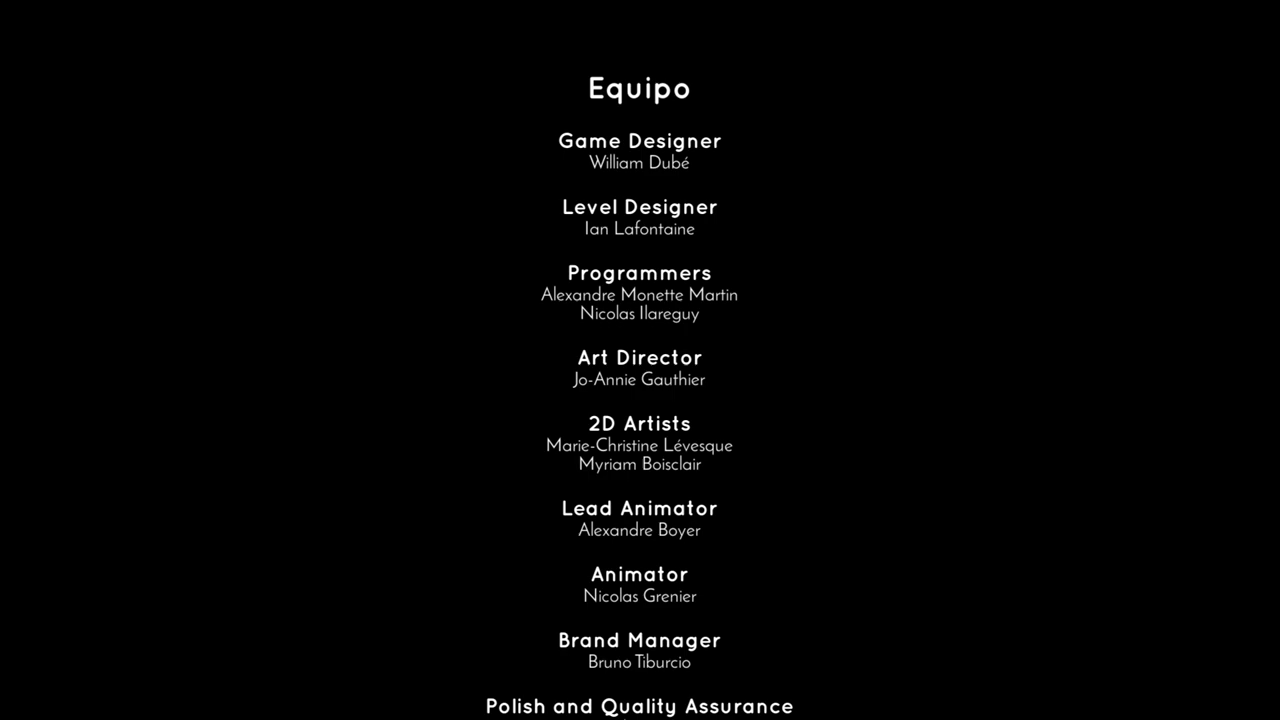 Equipo
Game Designer
William Dubé
Level Designer
Ian Lafontaine
Programmers
Alexandre Monette Martin
Nicolas Ilareguy
Art Director
Jo-Annie Gauthier
2D Artists
Marie-Christine Lévesque
Myriam Boisclair
Lead Animator
Alexandre Boyer
Animator
Nicolas Grenier
Brand Manager
Bruno Tiburcio
Polish and Quality Assurance